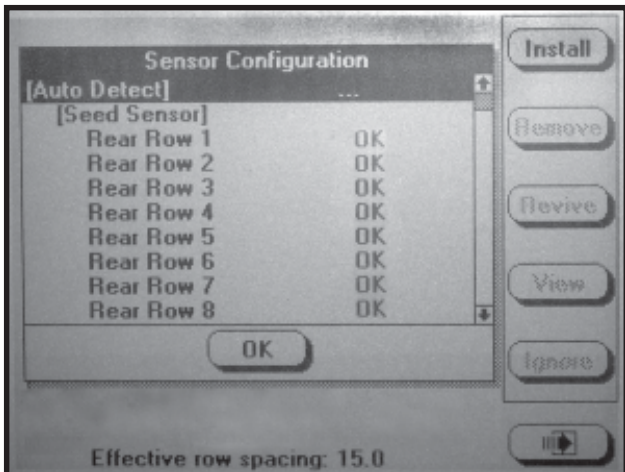 Sensor Configuration
[Auto Detect] ...
[Seed Sensor]
Rear Row 1 OK
Rear Row 2 OK
Rear Row 3 OK
Rear Row 4 OK
Rear Row 5 OK
Rear Row 6 OK
Rear Row 7 OK
Rear Row 8 OK
OK
Effective row spacing: 15.0
Install
Remove
Revive
View
Ignore